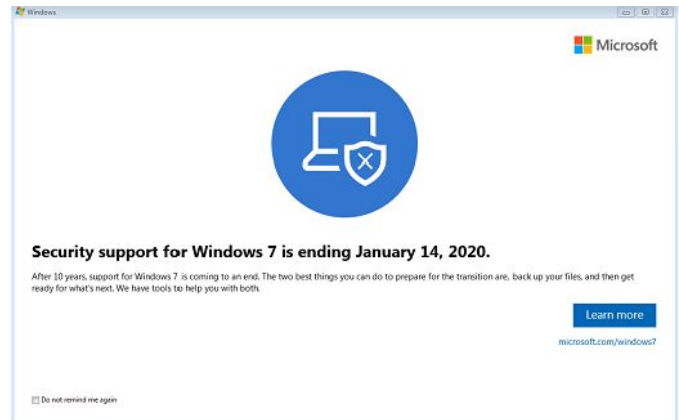 Windows
Microsoft
Security support for Windows 7 is ending January 14, 2020.
After 10 years, support for Windows 7 is coming to an end. The two best things you can do to prepare for the transition are, back up your files, and then get
ready for what's next. We have tools to help you with both.
Learn more
microsoft.com/windows7
Do not remind me again